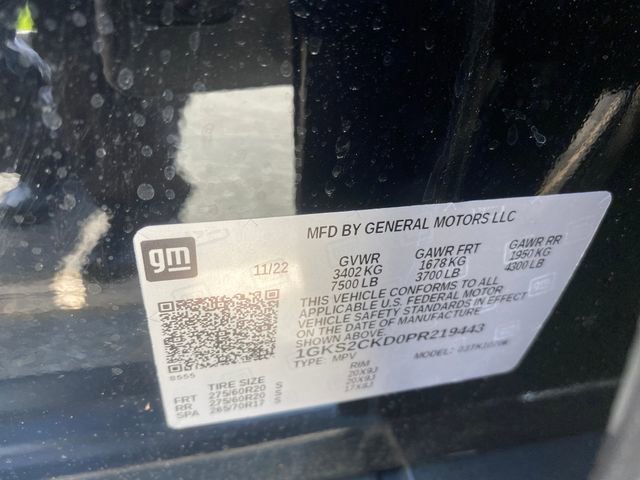 MFD BY GENERAL MOTORS LLC
gm
11/22
GVWR GAWR FRT GAWR RR
3402 KG 1678 KG 1950 KG
7500 LB 3700 LB 4300 LB
THIS VEHICLE CONFORMS TO ALL
APPLICABLE U.S. FEDERAL MOTOR
VEHICLE SAFETY STANDARDS IN EFFECT
ON THE DATE OF MANUFACTURE
SHOWN ABOVE.
1GKS2CKD0PR219443
TYPE: MPV MODEL:
8555
TIRE SIZE RIM
FRT 275/60R20 S 20X9J
RR 275/60R20 S 20X9J
SPA 265/70R17 S 17X8J